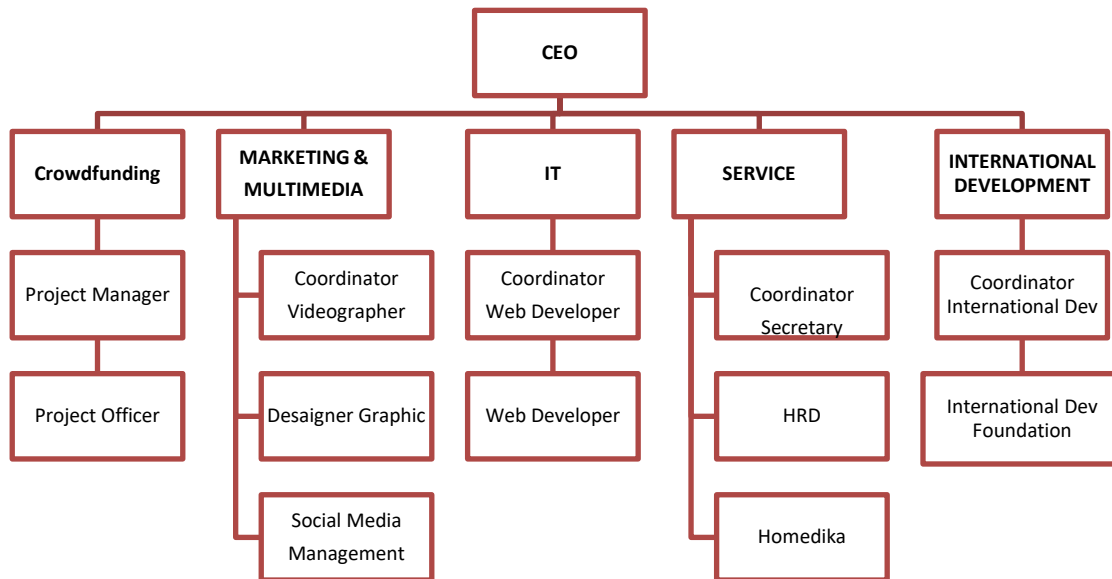 CEO
Crowdfunding
MARKETING &
MULTIMEDIA
IT
SERVICE
INTERNATIONAL
DEVELOPMENT
Project Manager
Coordinator
Videographer
Coordinator
Web Developer
Coordinator
Secretary
Coordinator
International Dev
Project Officer
Desaigner Graphic
Web Developer
HRD
International Dev
Foundation
Social Media
Management
Homedika